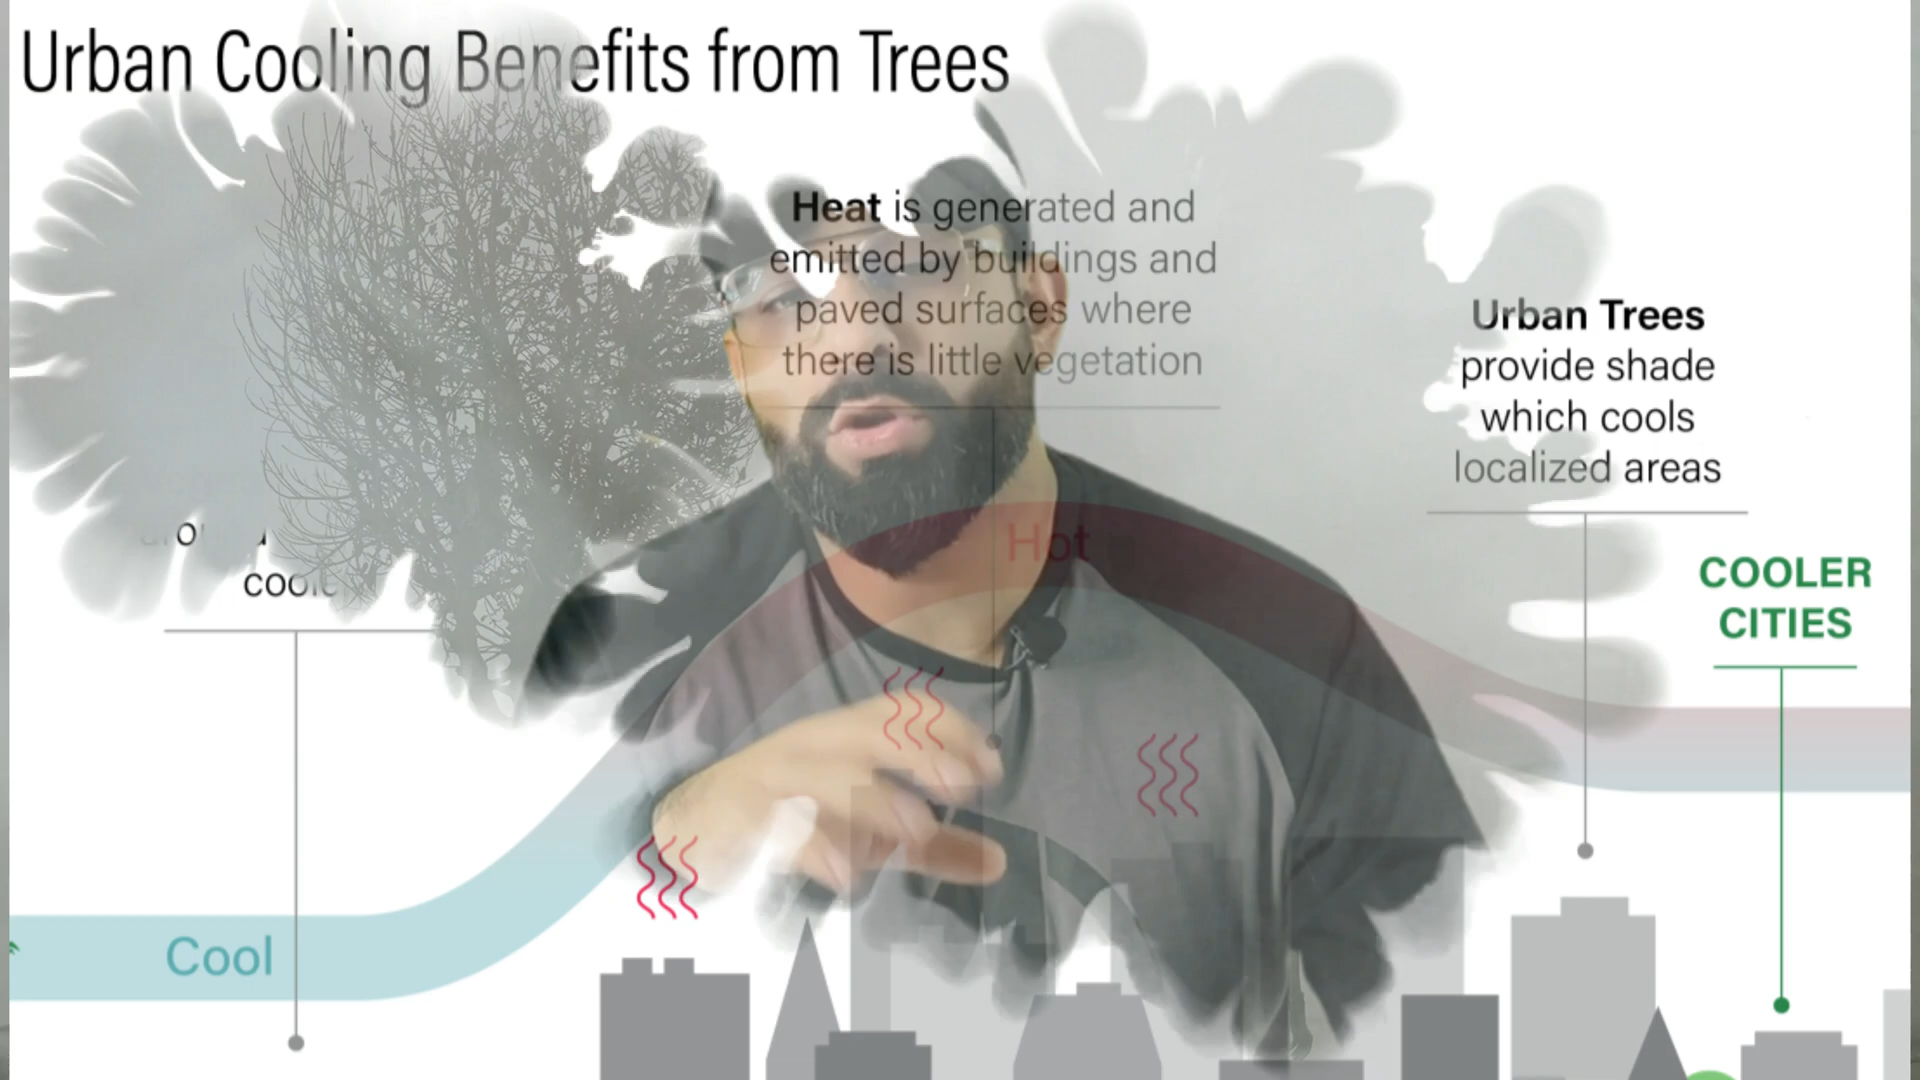 Urban Cooling Benefits from Trees
Heat is generated and
emitted by buildings and
paved surfaces where
there is little vegetation
Urban Trees
provide shade
which cools
localized areas
Hot
COOLER
CITIES
Cool